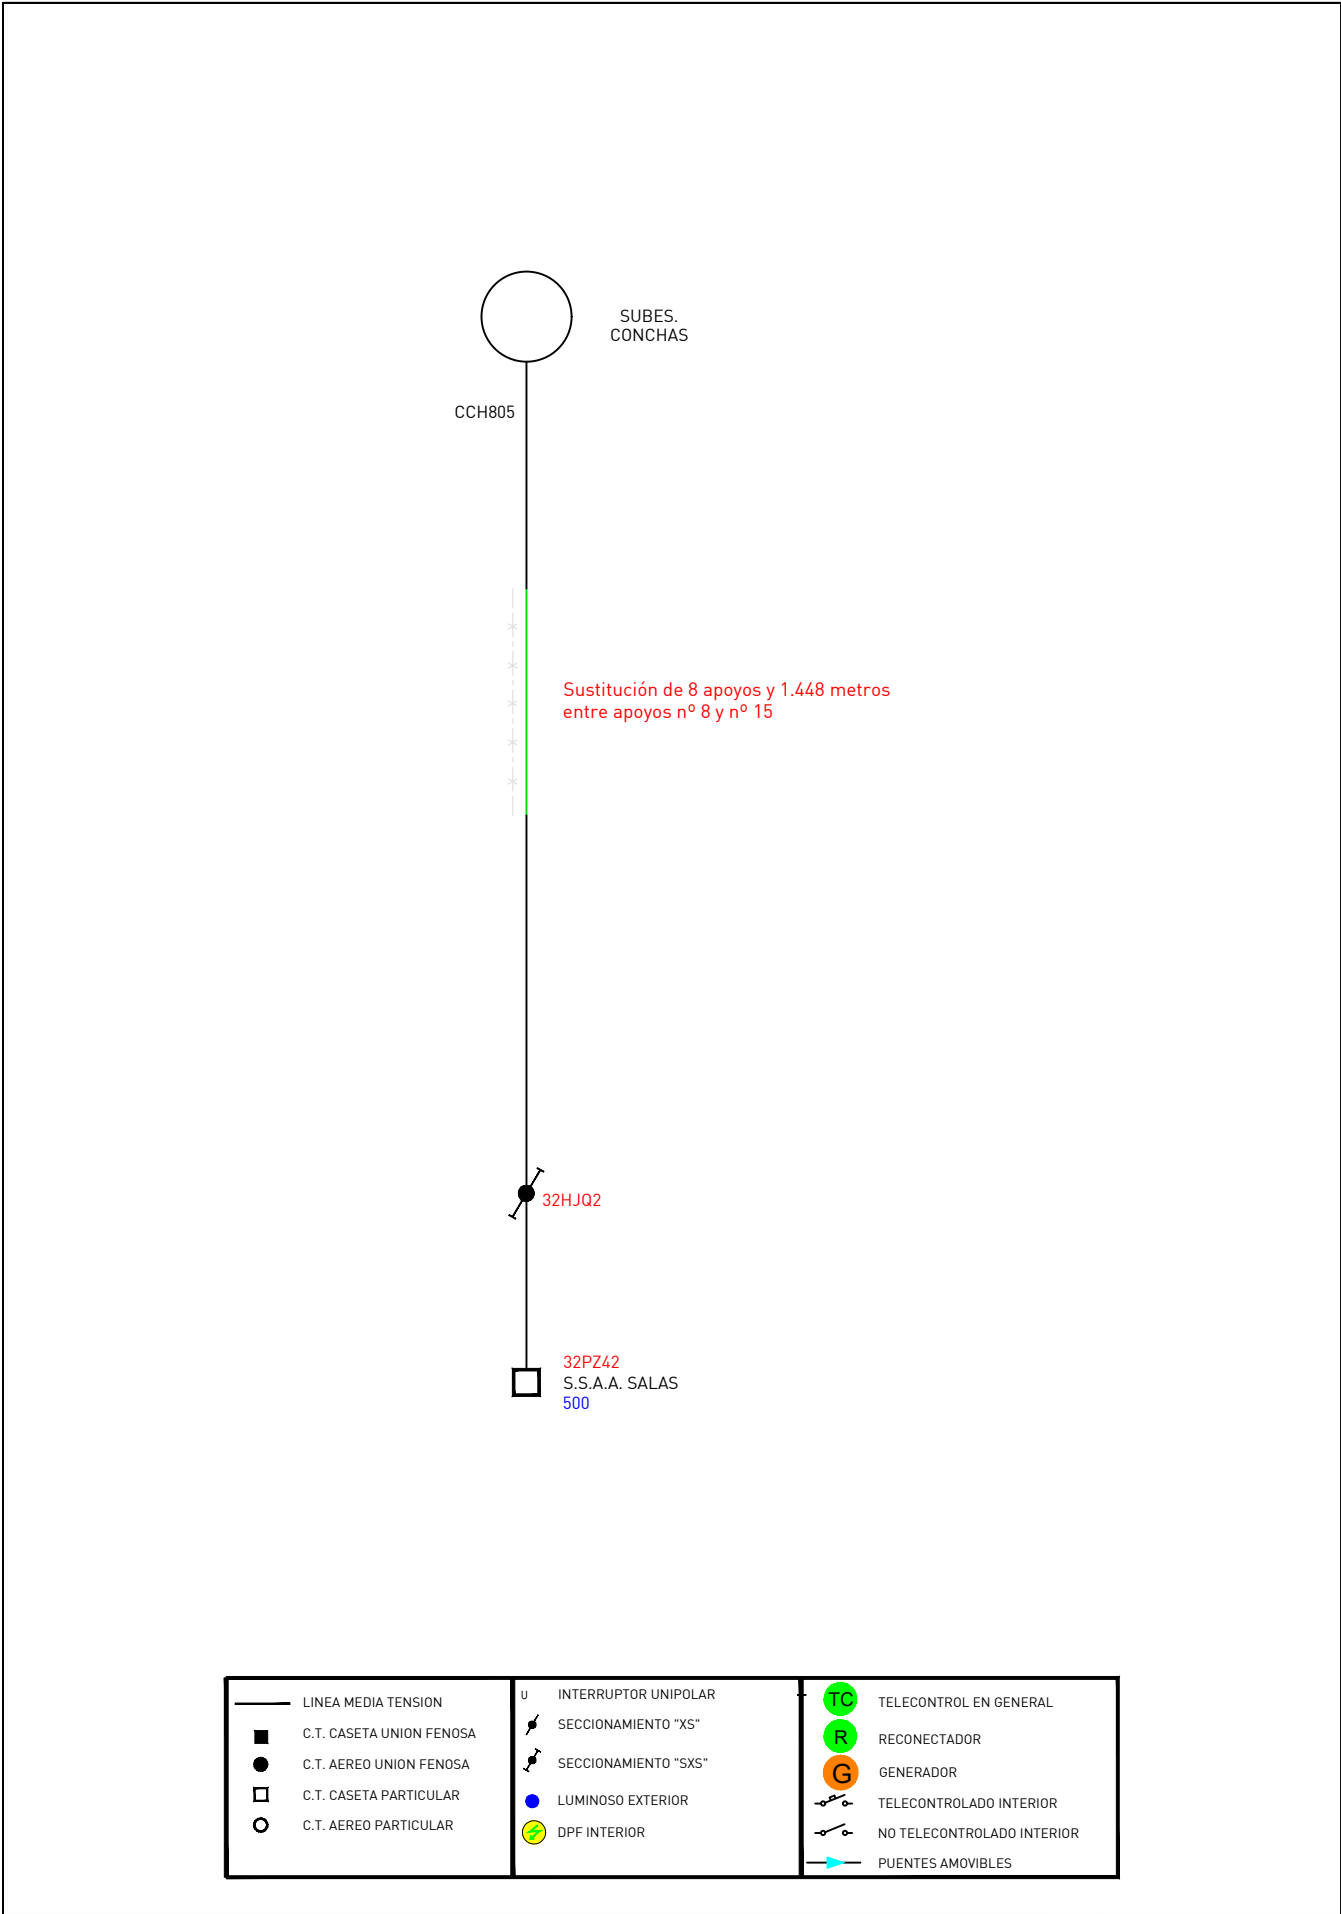 SUBES.
CONCHAS
CCH805
Sustitución de 8 apoyos y 1.448 metros
entre apoyos nº 8 y nº 15
32HJQ2
32PZ42
S.S.A.A. SALAS
500
LINEA MEDIA TENSION
C.T. CASETA UNION FENOSA
C.T. AEREO UNION FENOSA
C.T. CASETA PARTICULAR
C.T. AEREO PARTICULAR
U INTERRUPTOR UNIPOLAR
SECCIONAMIENTO "XS"
SECCIONAMIENTO "SXS"
LUMINOSO EXTERIOR
DPF INTERIOR
TC TELECONTROL EN GENERAL
R RECONECTADOR
G GENERADOR
TELECONTROLADO INTERIOR
NO TELECONTROLADO INTERIOR
PUENTES AMOVIBLES